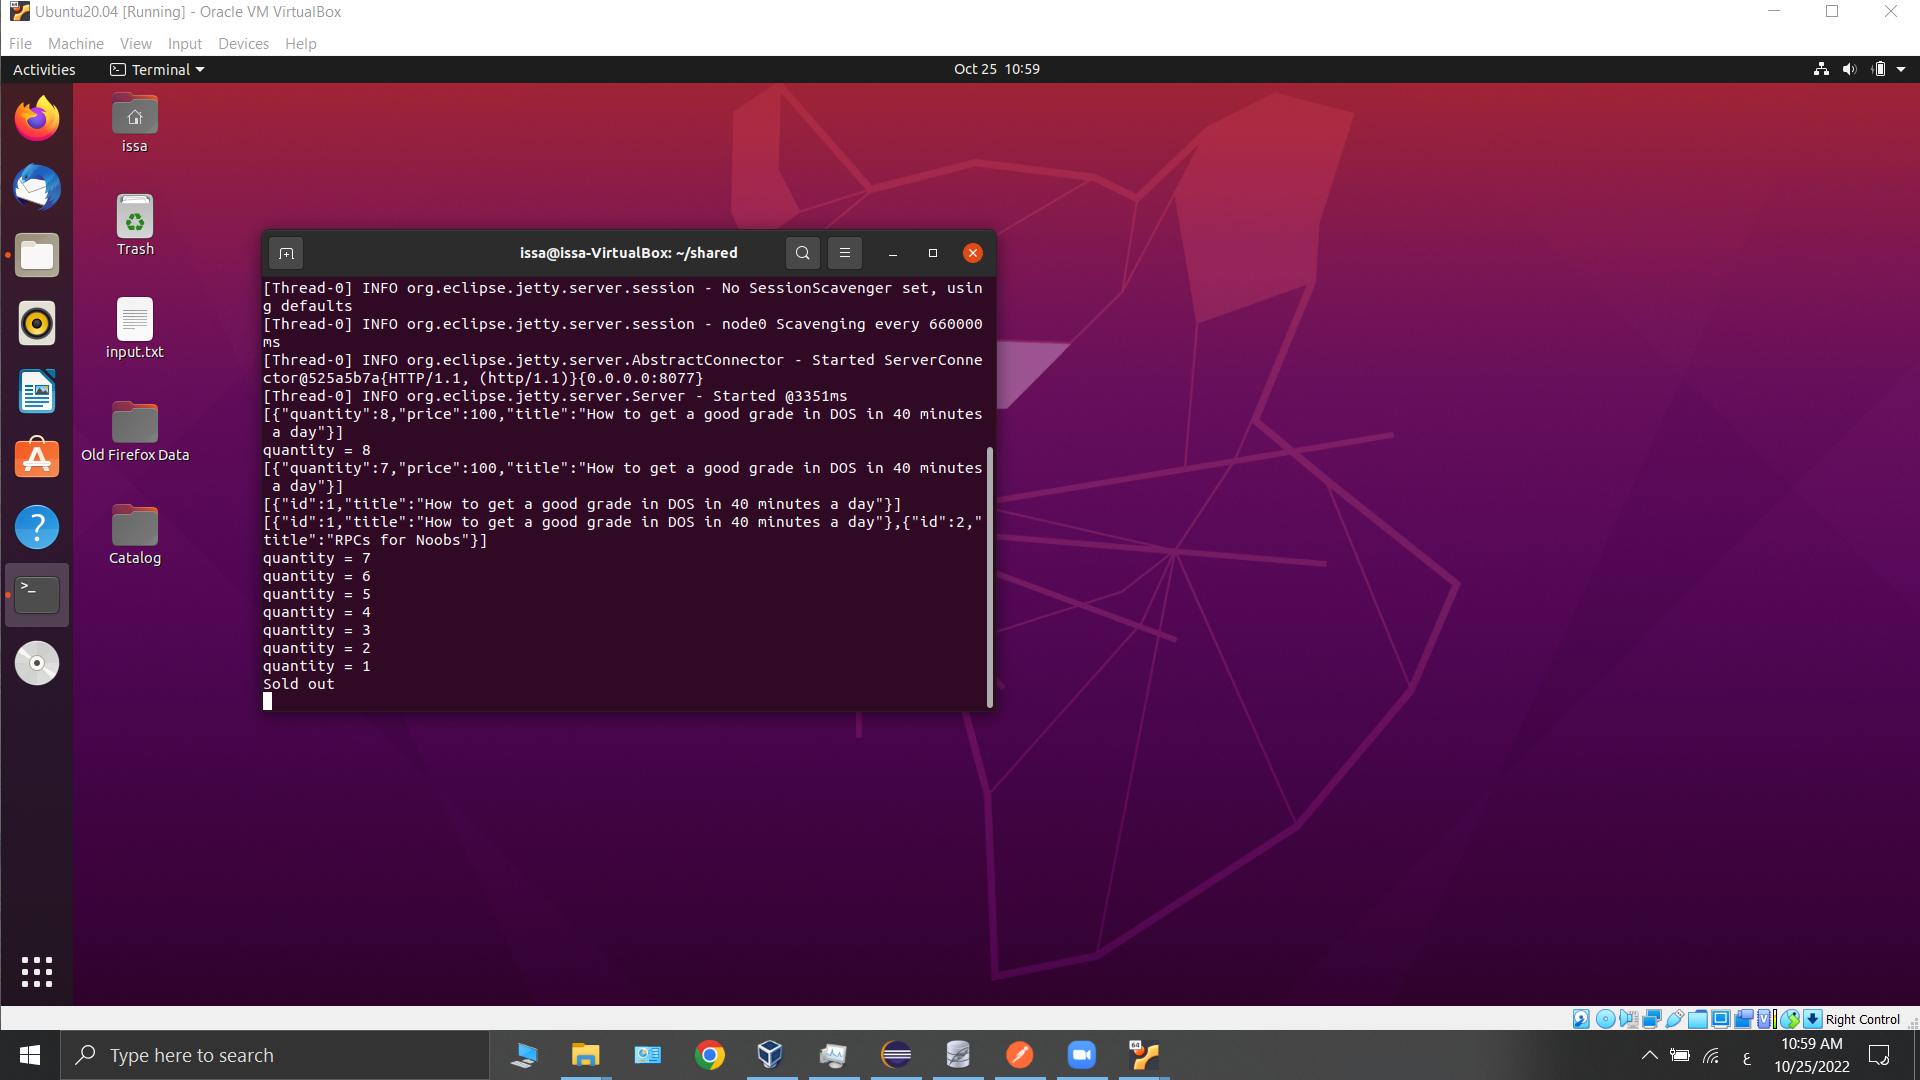 Ubuntu20.04 [Running] - Oracle VM VirtualBox
File Machine View Input Devices Help
Activities Terminal Oct 25 10:59
issa
Trash
input.txt
Old Firefox Data
Catalog
issa@issa-VirtualBox: ~/shared
[Thread-0] INFO org.eclipse.jetty.server.session - No SessionScavenger set, usin
g defaults
[Thread-0] INFO org.eclipse.jetty.server.session - node0 Scavenging every 660000
ms
[Thread-0] INFO org.eclipse.jetty.server.AbstractConnector - Started ServerConne
ctor@525a5b7a{HTTP/1.1, (http/1.1)}{0.0.0.0:8077}
[Thread-0] INFO org.eclipse.jetty.server.Server - Started @3351ms
[{"quantity":8,"price":100,"title":"How to get a good grade in DOS in 40 minutes
 a day"}]
quantity = 8
[{"quantity":7,"price":100,"title":"How to get a good grade in DOS in 40 minutes
 a day"}]
[{"id":1,"title":"How to get a good grade in DOS in 40 minutes a day"}]
[{"id":1,"title":"How to get a good grade in DOS in 40 minutes a day"},{"id":2,"
title":"RPCs for Noobs"}]
quantity = 7
quantity = 6
quantity = 5
quantity = 4
quantity = 3
quantity = 2
quantity = 1
Sold out
Right Control
Type here to search
ع
10:59 AM
10/25/2022